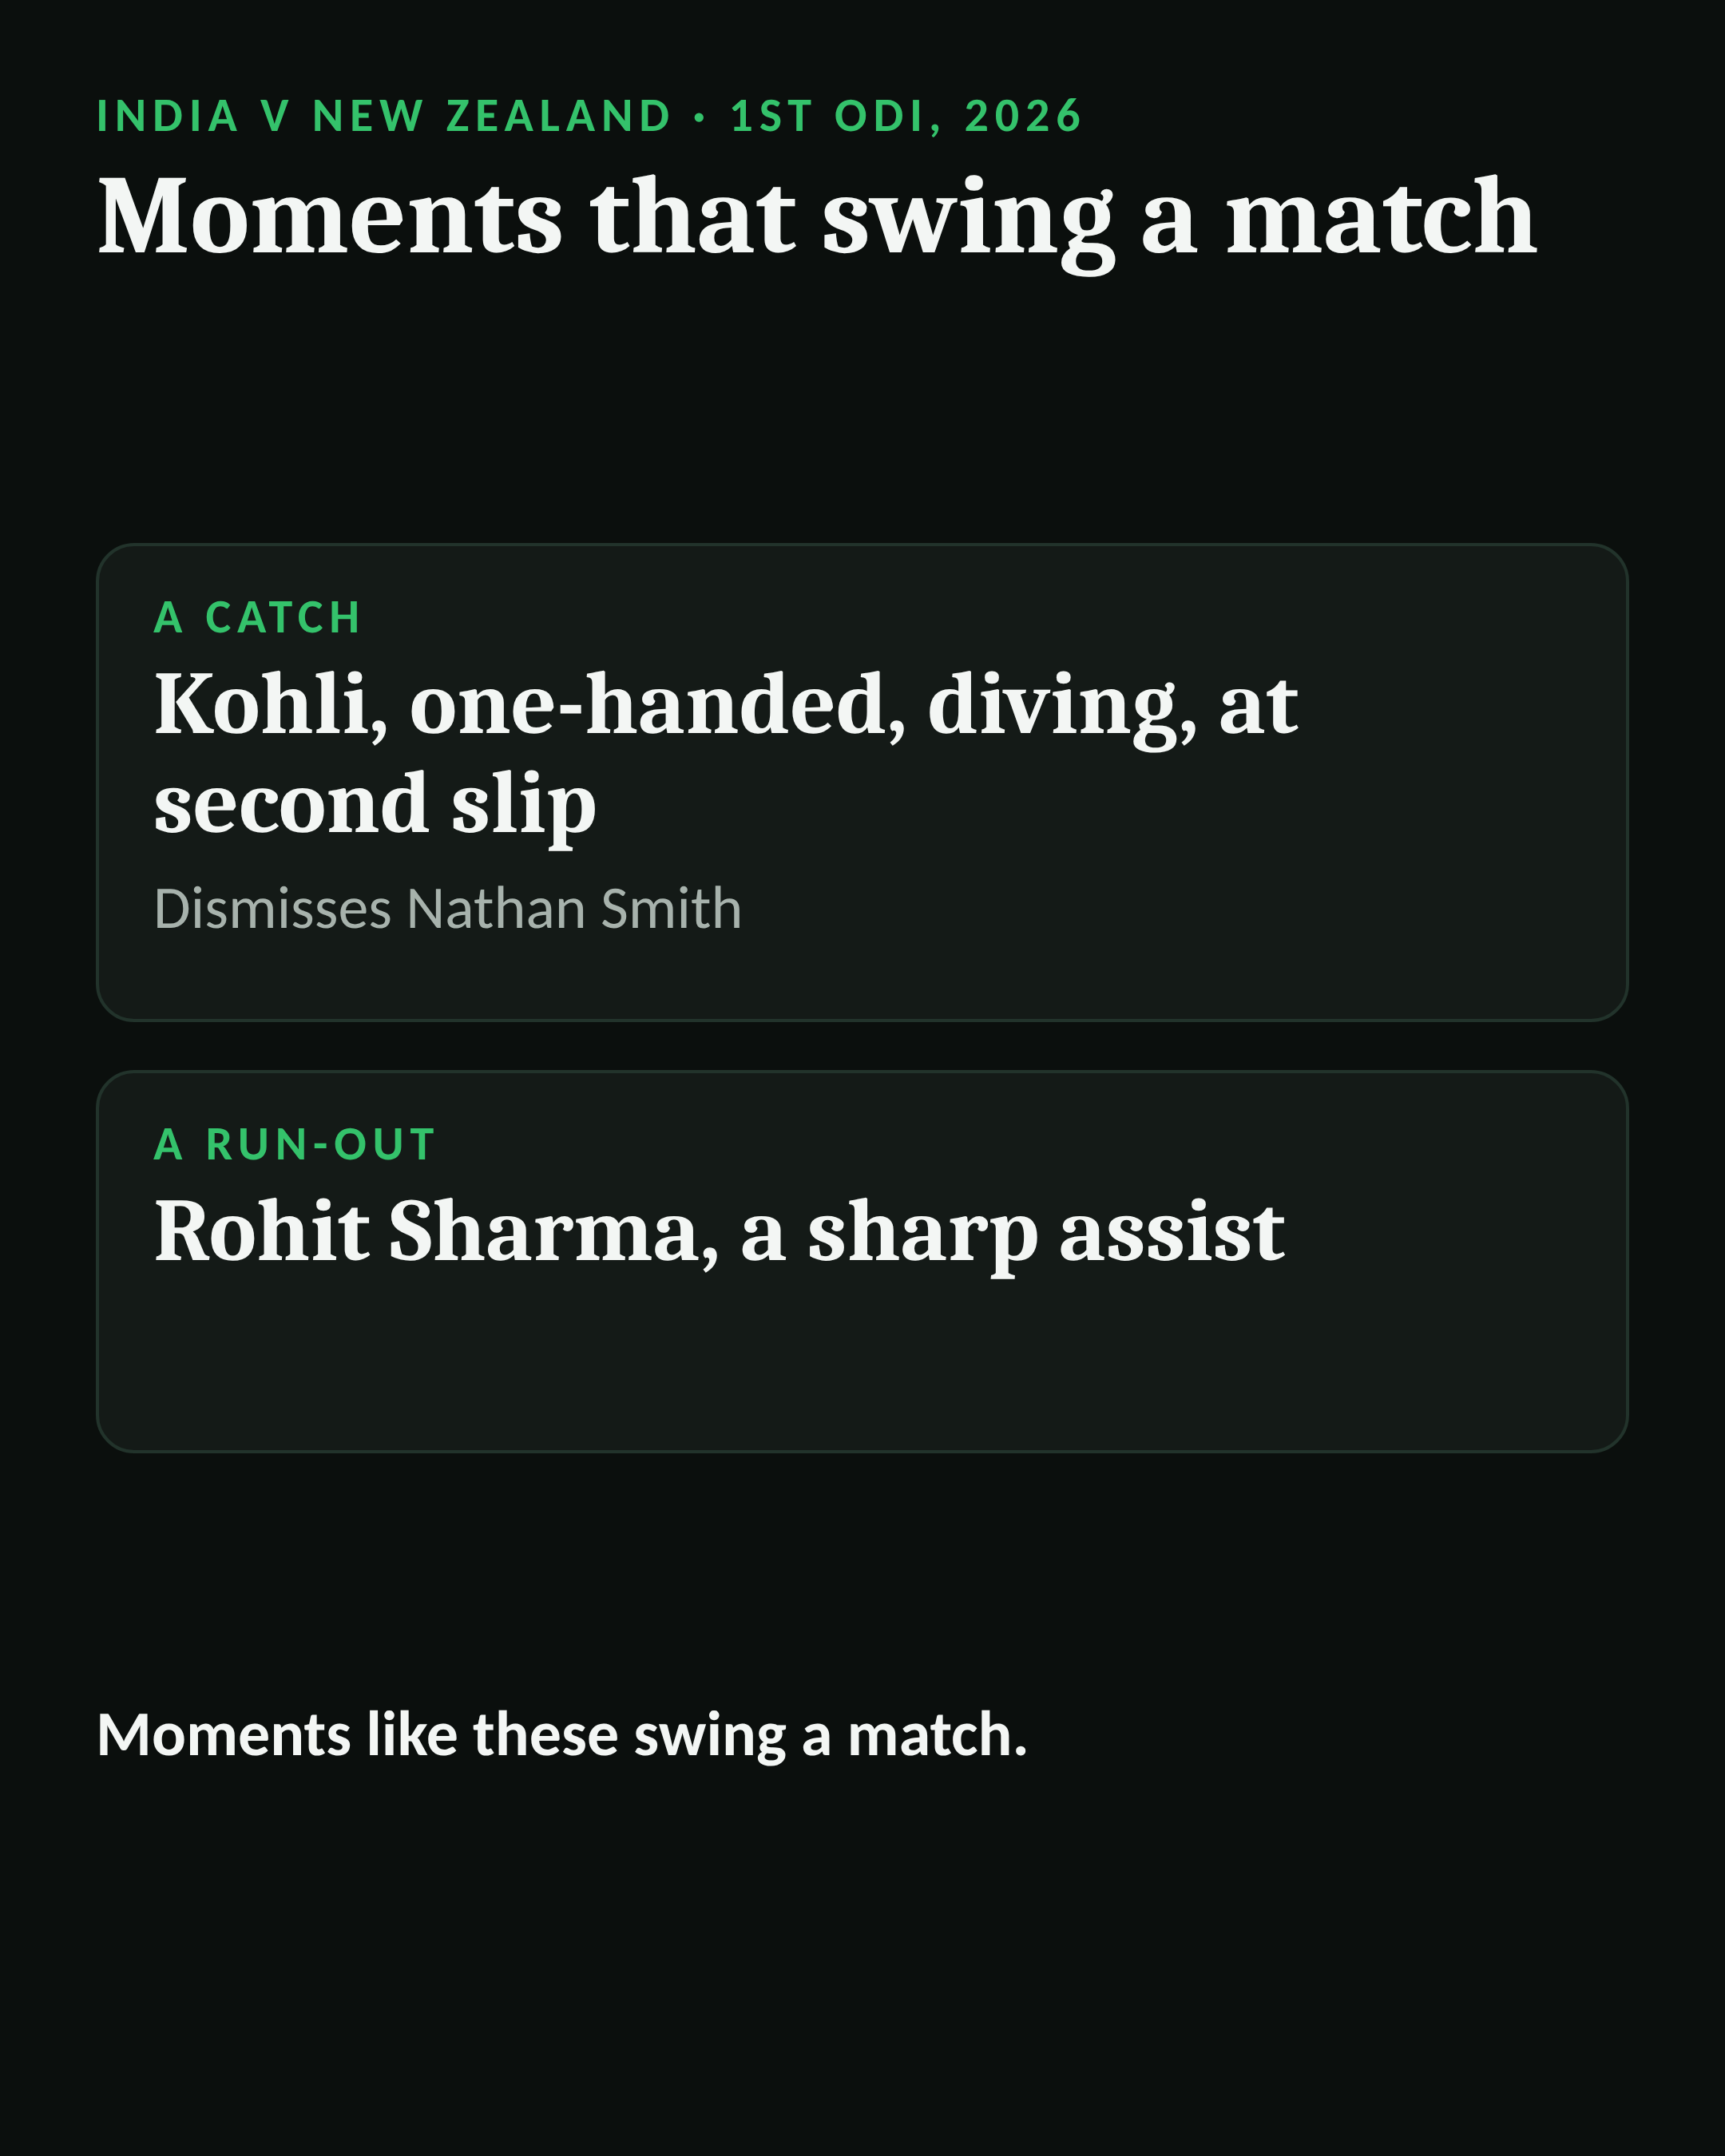 INDIA V NEW ZEALAND · 1ST ODI, 2026
Moments that swing a match
A CATCH
Kohli, one-handed, diving, at
second slip
Dismisses Nathan Smith
A RUN-OUT
Rohit Sharma, a sharp assist
Moments like these swing a match.